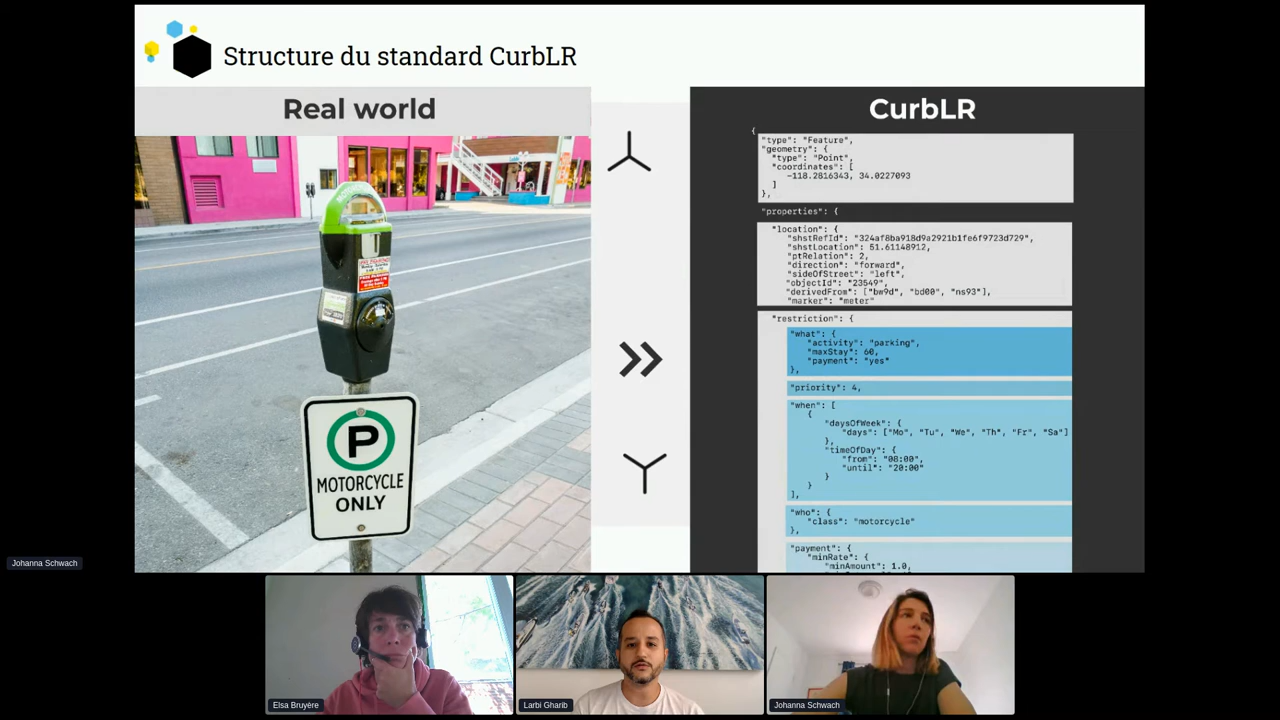 Structure du standard CurbLR
Real world
P
MOTORCYCLE
ONLY
CurbLR
{
"type": "Feature",
"geometry": {
"type": "Point",
"coordinates": [
-118.2816343, 34.0227093
]
},
"properties": {
"location": {
"shstRefId": "324af8ba918d9a2921b1fe6f9723d729",
"shstLocation": 51.61148912,
"ptRelation": 2,
"direction": "forward",
"sideOfStreet": "left",
"objectId": "23549",
"derivedFrom": ["bw9d", "bd00", "ns93"],
"marker": "meter"
"restriction": {
"what": {
"activity": "parking",
"maxStay": 60,
"payment": "yes"
},
"priority": 4,
"when": [
{
"daysOfWeek": {
"days": ["Mo", "Tu", "We", "Th", "Fr", "Sa"]
},
"timeOfDay": {
"from": "08:00",
"until": "20:00"
}
}
],
"who": {
"class": "motorcycle"
},
"payment": {
"minRate": {
"minAmount": 1.0,
Johanna Schwach
Elsa Bruyère
Larbi Gharib
Johanna Schwach